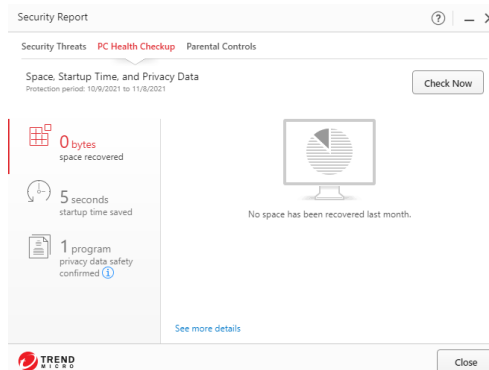 Security Report
Security Threats PC Health Checkup Parental Controls
Space, Startup Time, and Privacy Data
Protection period: 10/9/2021 to 11/8/2021
Check Now
0 bytes
space recovered
5 seconds
startup time saved
1 program
privacy data safety
confirmed
No space has been recovered last month.
See more details
TREND
MICRO
Close